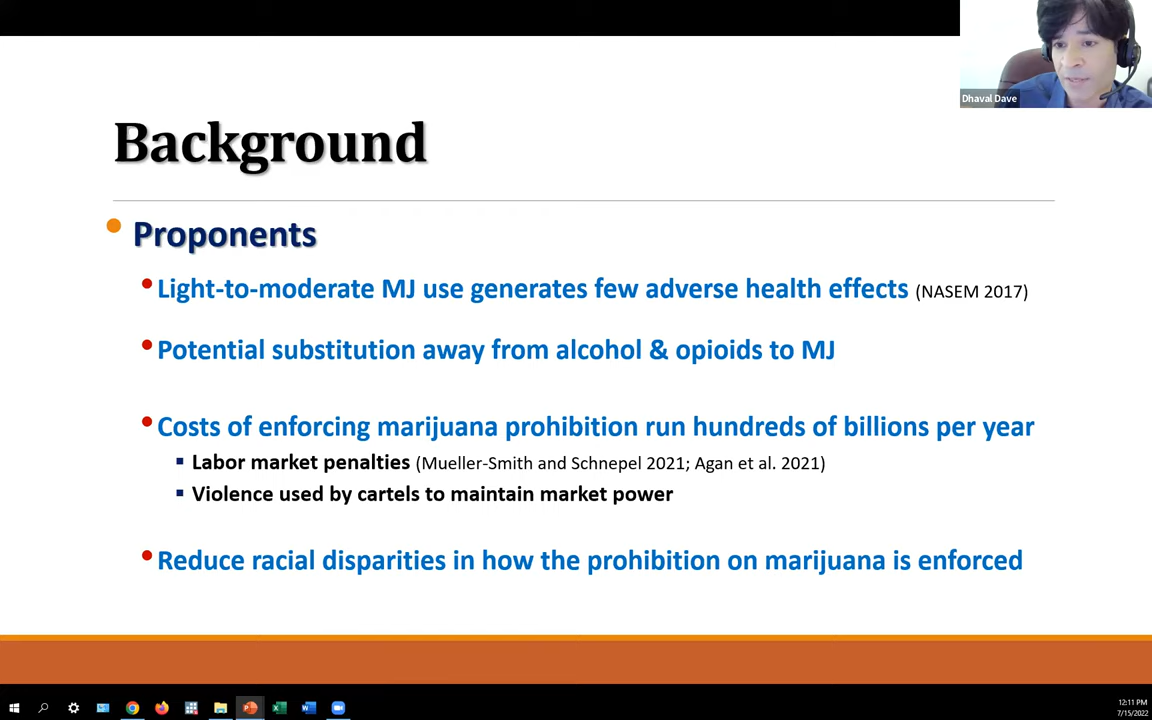 Dhaval Dave
Background
• Proponents
•Light-to-moderate MJ use generates few adverse health effects (NASEM 2017)
•Potential substitution away from alcohol & opioids to MJ
•Costs of enforcing marijuana prohibition run hundreds of billions per year
▪ Labor market penalties (Mueller-Smith and Schnepel 2021; Agan et al. 2021)
▪ Violence used by cartels to maintain market power
•Reduce racial disparities in how the prohibition on marijuana is enforced
12:11 PM
7/15/2022